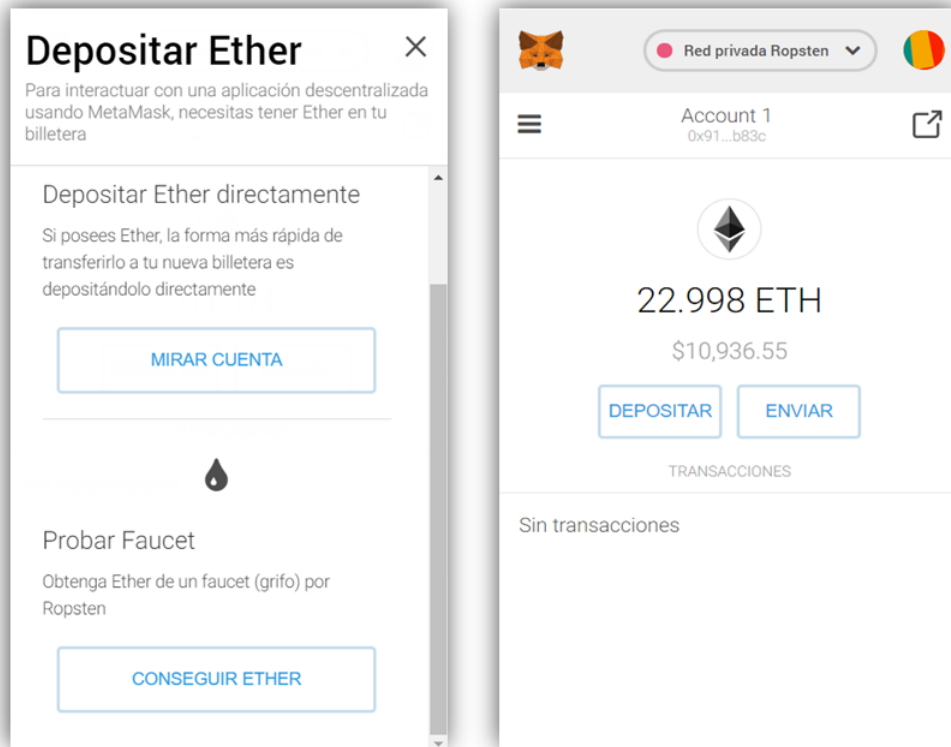 Depositar Ether
Para interactuar con una aplicación descentralizada
usando MetaMask, necesitas tener Ether en tu
billetera
Depositar Ether directamente
Si posees Ether, la forma más rápida de
transferirlo a tu nueva billetera es
depositándolo directamente
MIRAR CUENTA
Probar Faucet
Obtenga Ether de un faucet (grifo) por
Ropsten
CONSEGUIR ETHER
Red privada Ropsten
Account 1
0x91...b83c
22.998 ETH
$10,936.55
DEPOSITAR
ENVIAR
TRANSACCIONES
Sin transacciones